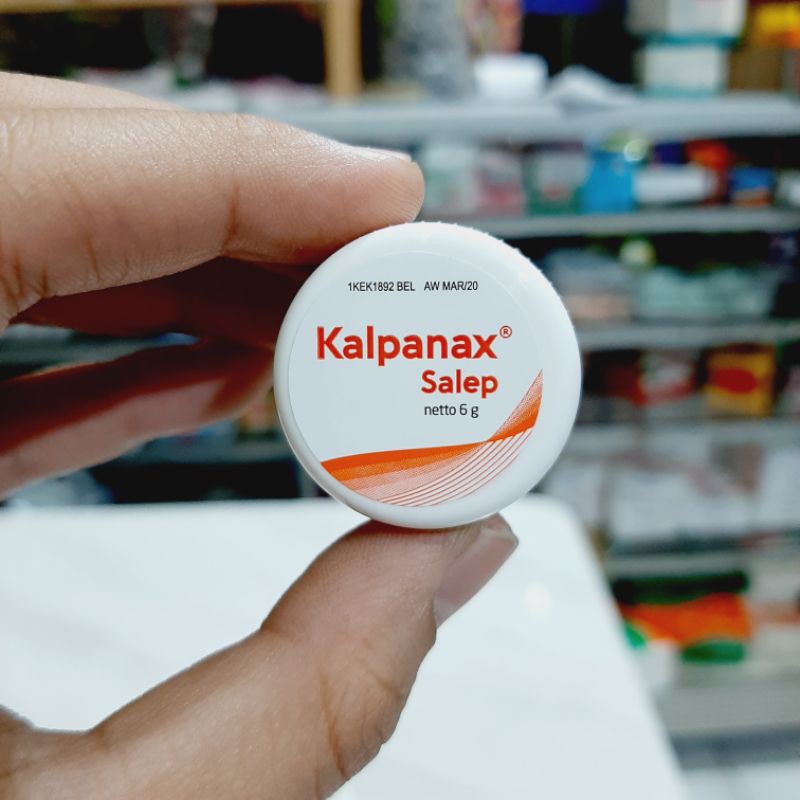 1KEK1892 BEL AW MAR/20
Kalpanax®
Salep
netto 6 g